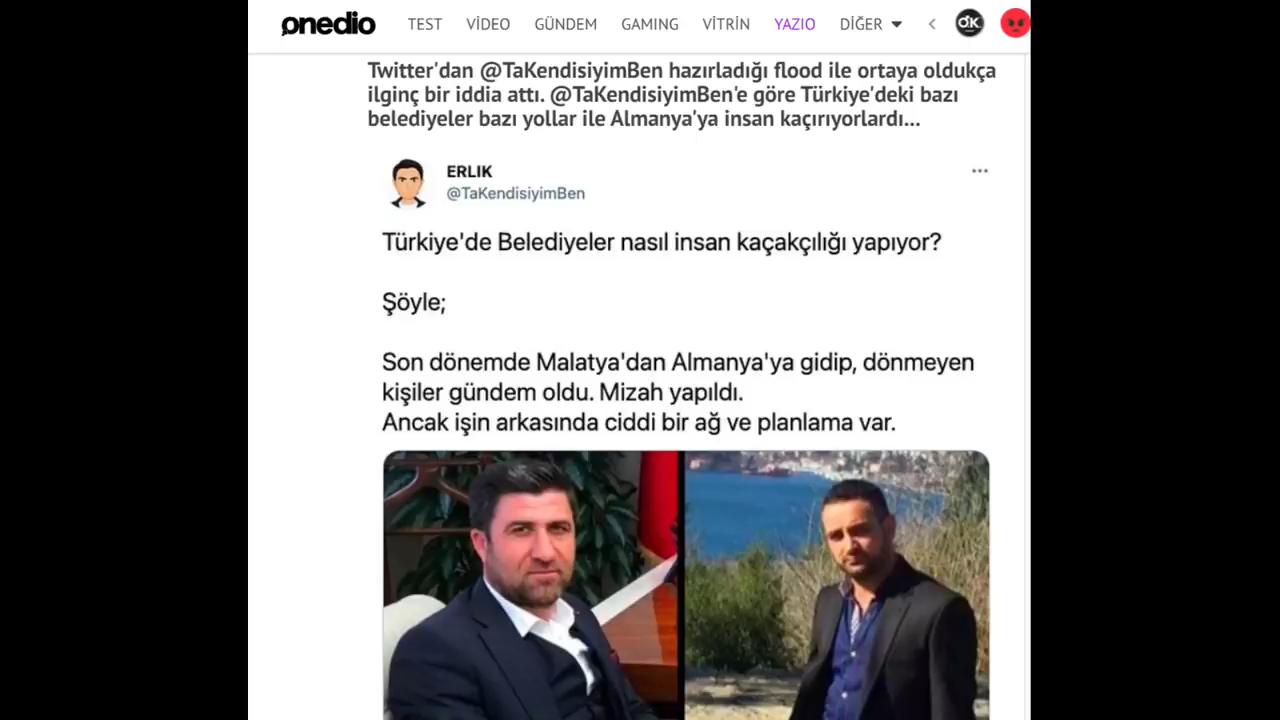 onedio TEST VİDEO GÜNDEM GAMING VİTRİN YAZIO DİĞER OK
Twitter'dan @TaKendisiyimBen hazırladığı flood ile ortaya oldukça
ilginç bir iddia attı. @TaKendisiyimBen'e göre Türkiye'deki bazı
belediyeler bazı yollar ile Almanya'ya insan kaçırıyorlardı...
ERLIK
@TaKendisiyimBen
Türkiye'de Belediyeler nasıl insan kaçakçılığı yapıyor?
Şöyle;
Son dönemde Malatya'dan Almanya'ya gidip, dönmeyen
kişiler gündem oldu. Mizah yapıldı.
Ancak işin arkasında ciddi bir ağ ve planlama var.